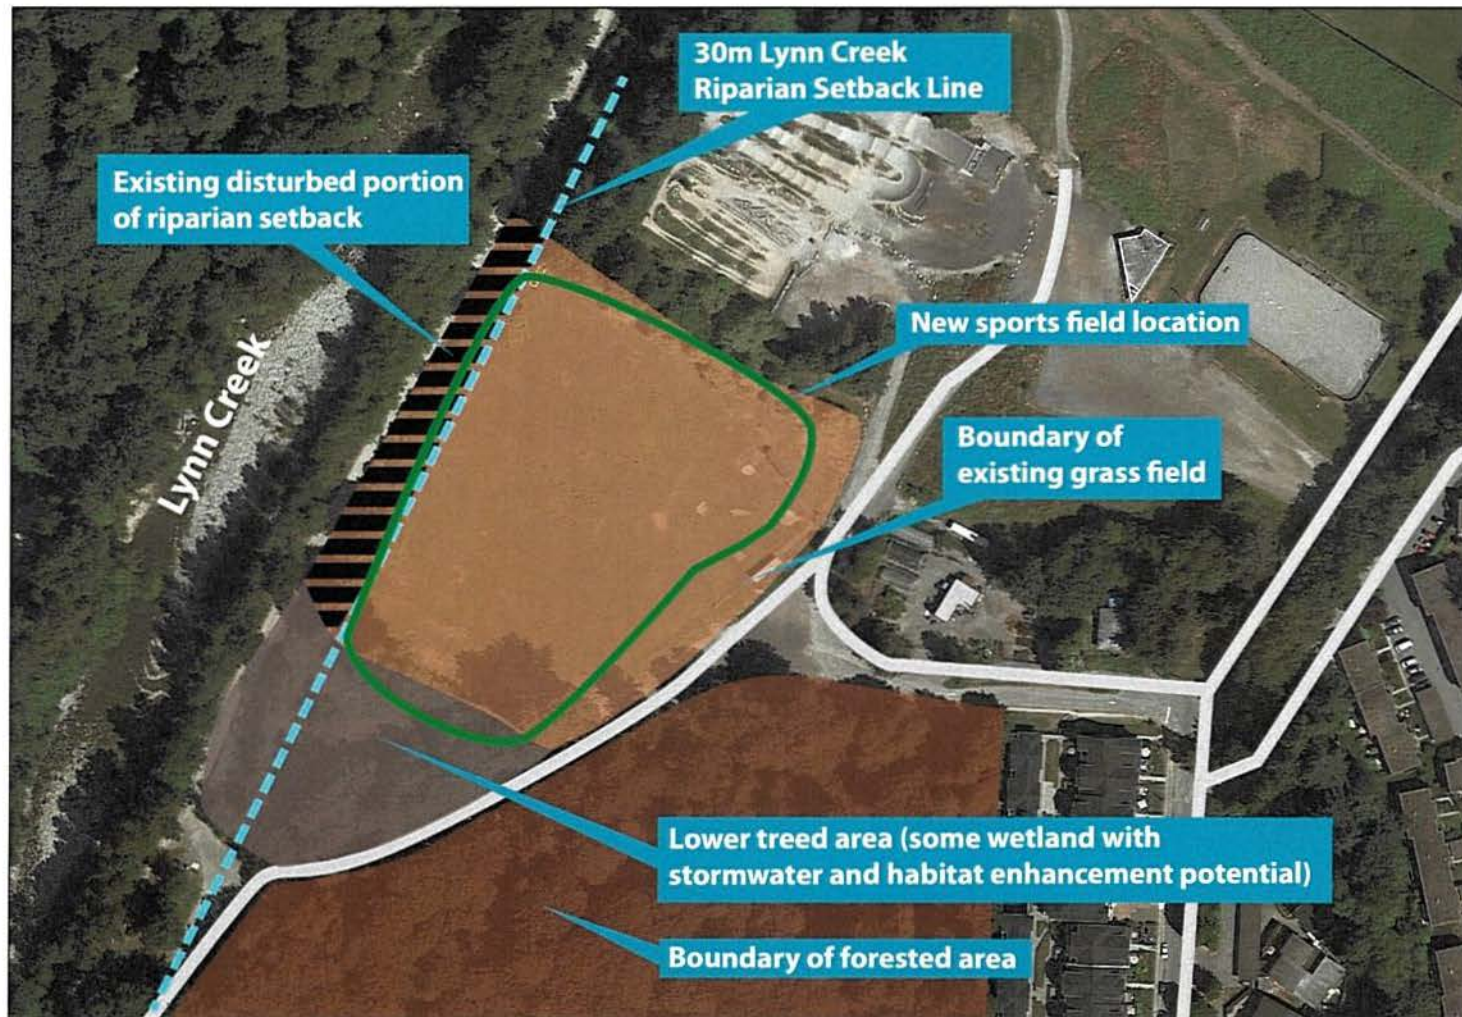 30m Lynn Creek
Riparian Setback Line
Existing disturbed portion
of riparian setback
Lynn Creek
New sports field location
Boundary of
existing grass field
Lower treed area (some wetland with
stormwater and habitat enhancement potential)
Boundary of forested area